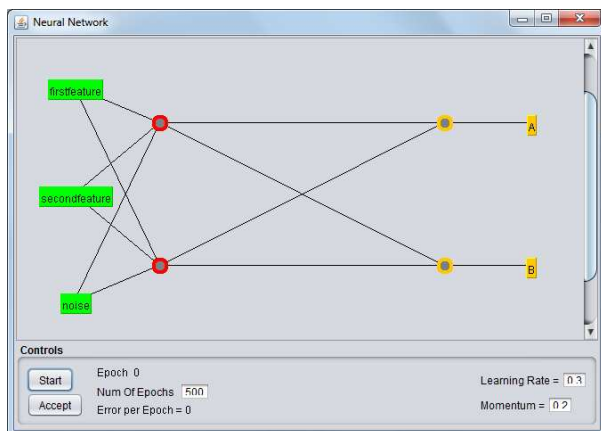 Neural Network
firstfeature
A
secondfeature
B
noise
Controls
Start
Accept
Epoch 0
Num Of Epochs 500
Error per Epoch = 0
Learning Rate = 0.3
Momentum = 0.2